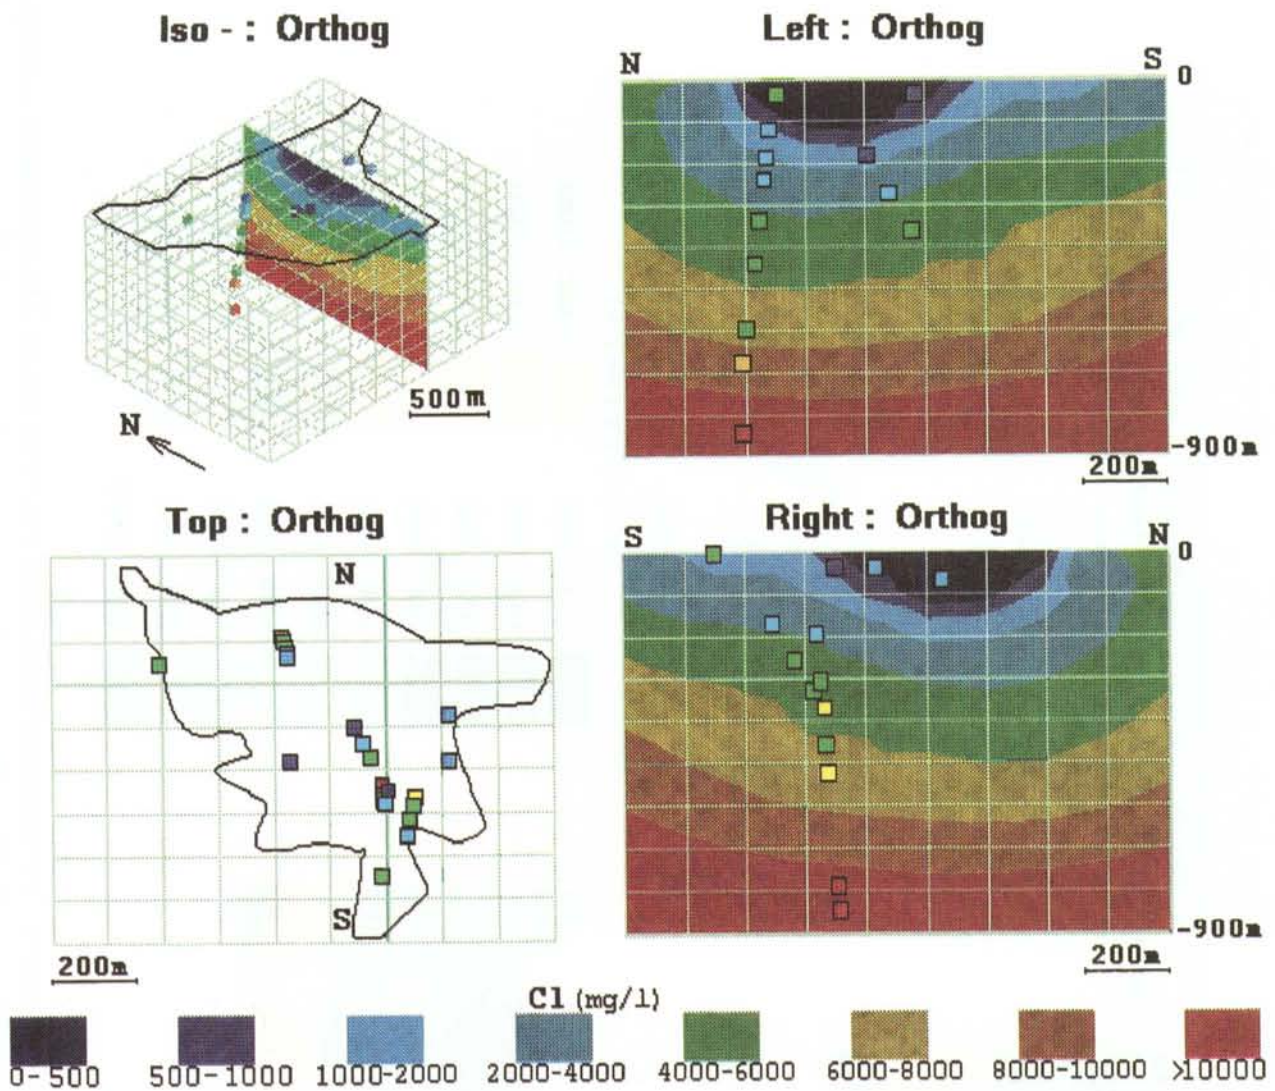 Iso - : Orthog
Left : Orthog
N
S
0
500m
N
-900m
200m
Top : Orthog
Right : Orthog
S
N
0
N
S
-900m
200m
200m
Cl (mg/l)
0-500 500-1000 1000-2000 2000-4000 4000-6000 6000-8000 8000-10000 >10000